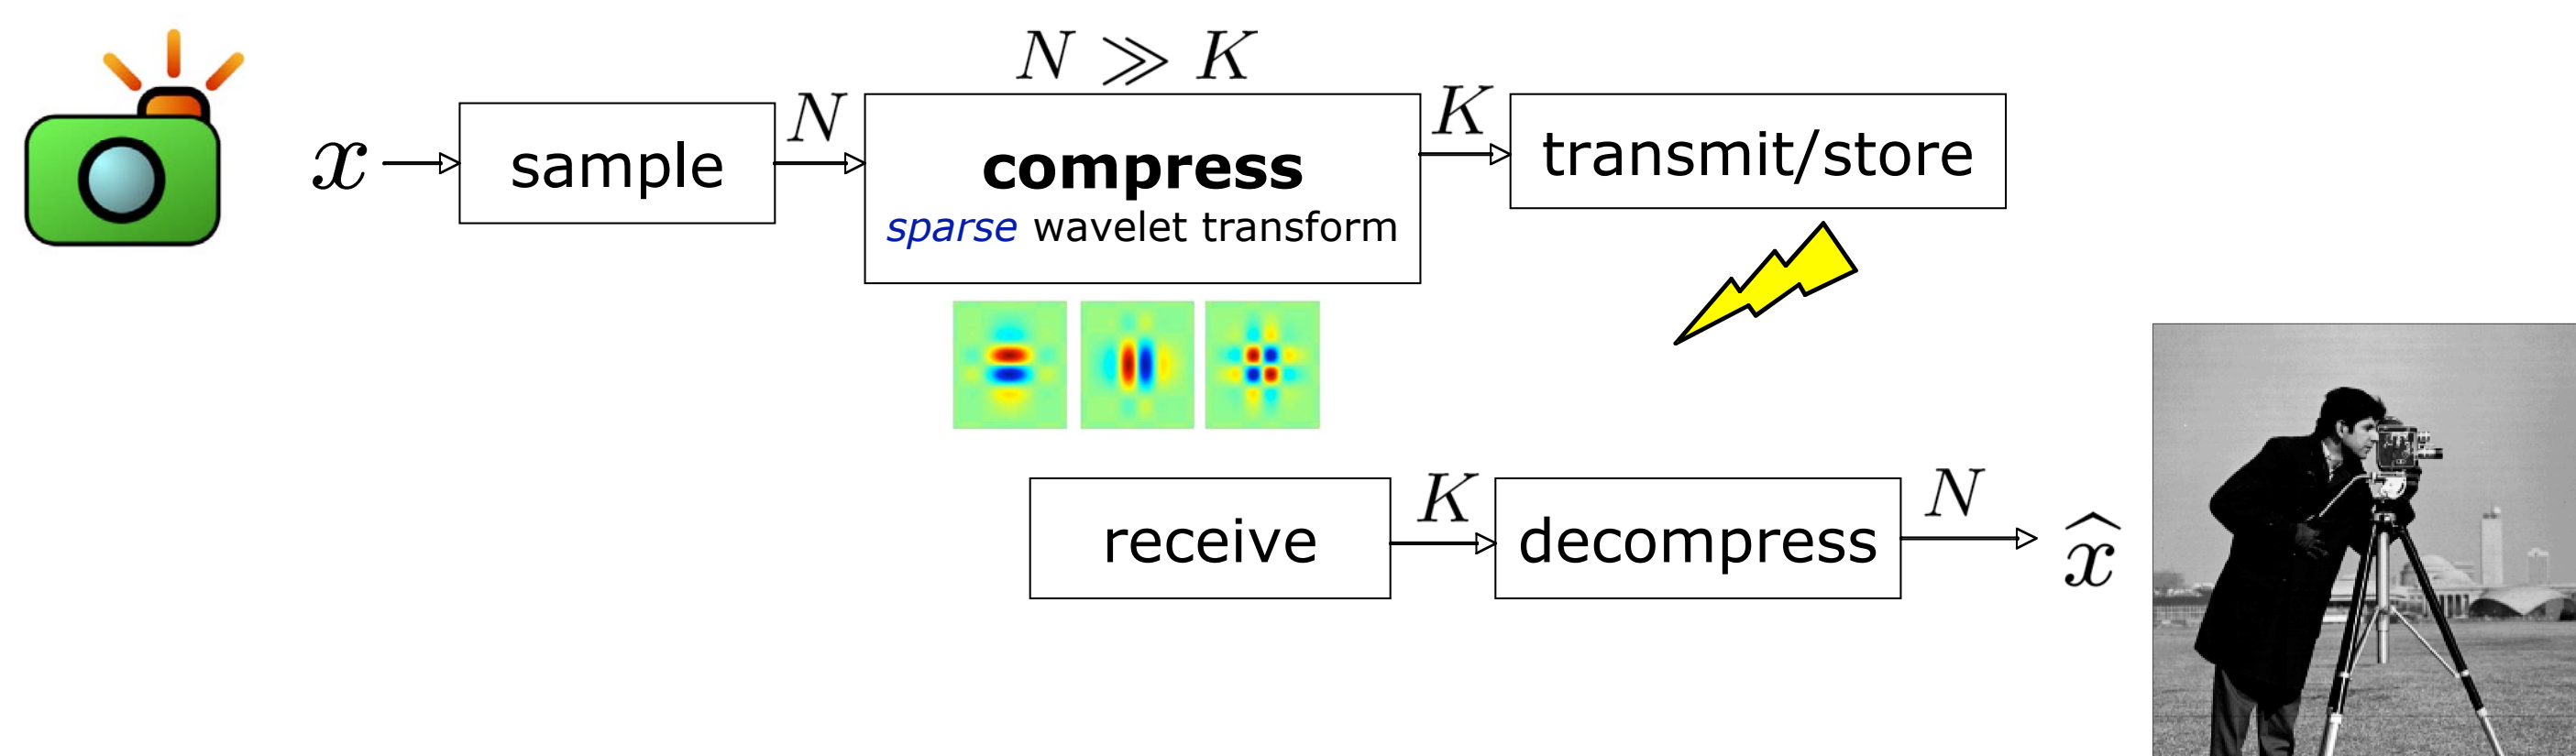 N ≫ K
x
sample
N
compress
sparse wavelet transform
K
transmit/store
receive
K
decompress
N
x̂